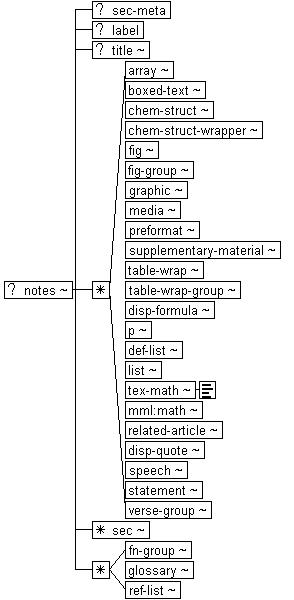 ? sec-meta
? label
? title ~
array ~
boxed-text ~
chem-struct ~
chem-struct-wrapper ~
fig ~
fig-group ~
graphic ~
media ~
preformat ~
supplementary-material ~
table-wrap ~
? notes ~ * table-wrap-group ~
disp-formula ~
p ~
def-list ~
list ~
tex-math ~
mml:math ~
related-article ~
disp-quote ~
speech ~
statement ~
verse-group ~
* sec ~
fn-group ~
* glossary ~
ref-list ~